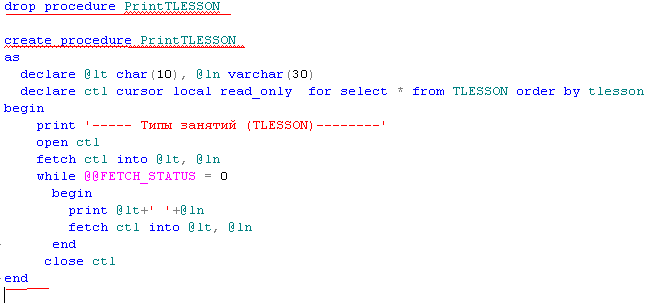 drop procedure PrintTLESSON
create procedure PrintTLESSON
as
declare @lt char(10), @ln varchar(30)
declare ctl cursor local read_only  for select * from TLESSON order by tlesson
begin
print '----- Типы занятий (TLESSON)--------'
open ctl
fetch ctl into @lt, @ln
while @@FETCH_STATUS = 0
begin
print @lt+' '+@ln
fetch ctl into @lt, @ln
end
close ctl
end